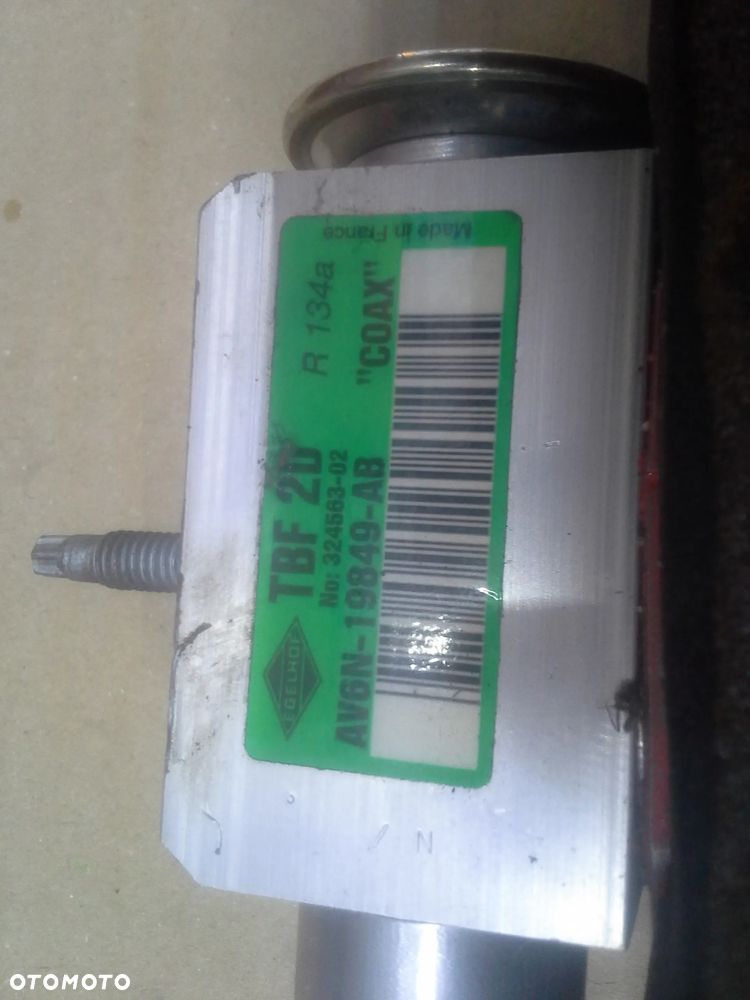 TBF 2D
R 134a
No: 324563-02
AV6N-19849-AB
"COAX"
Made in France
EGELHOF
N
OTOMOTO